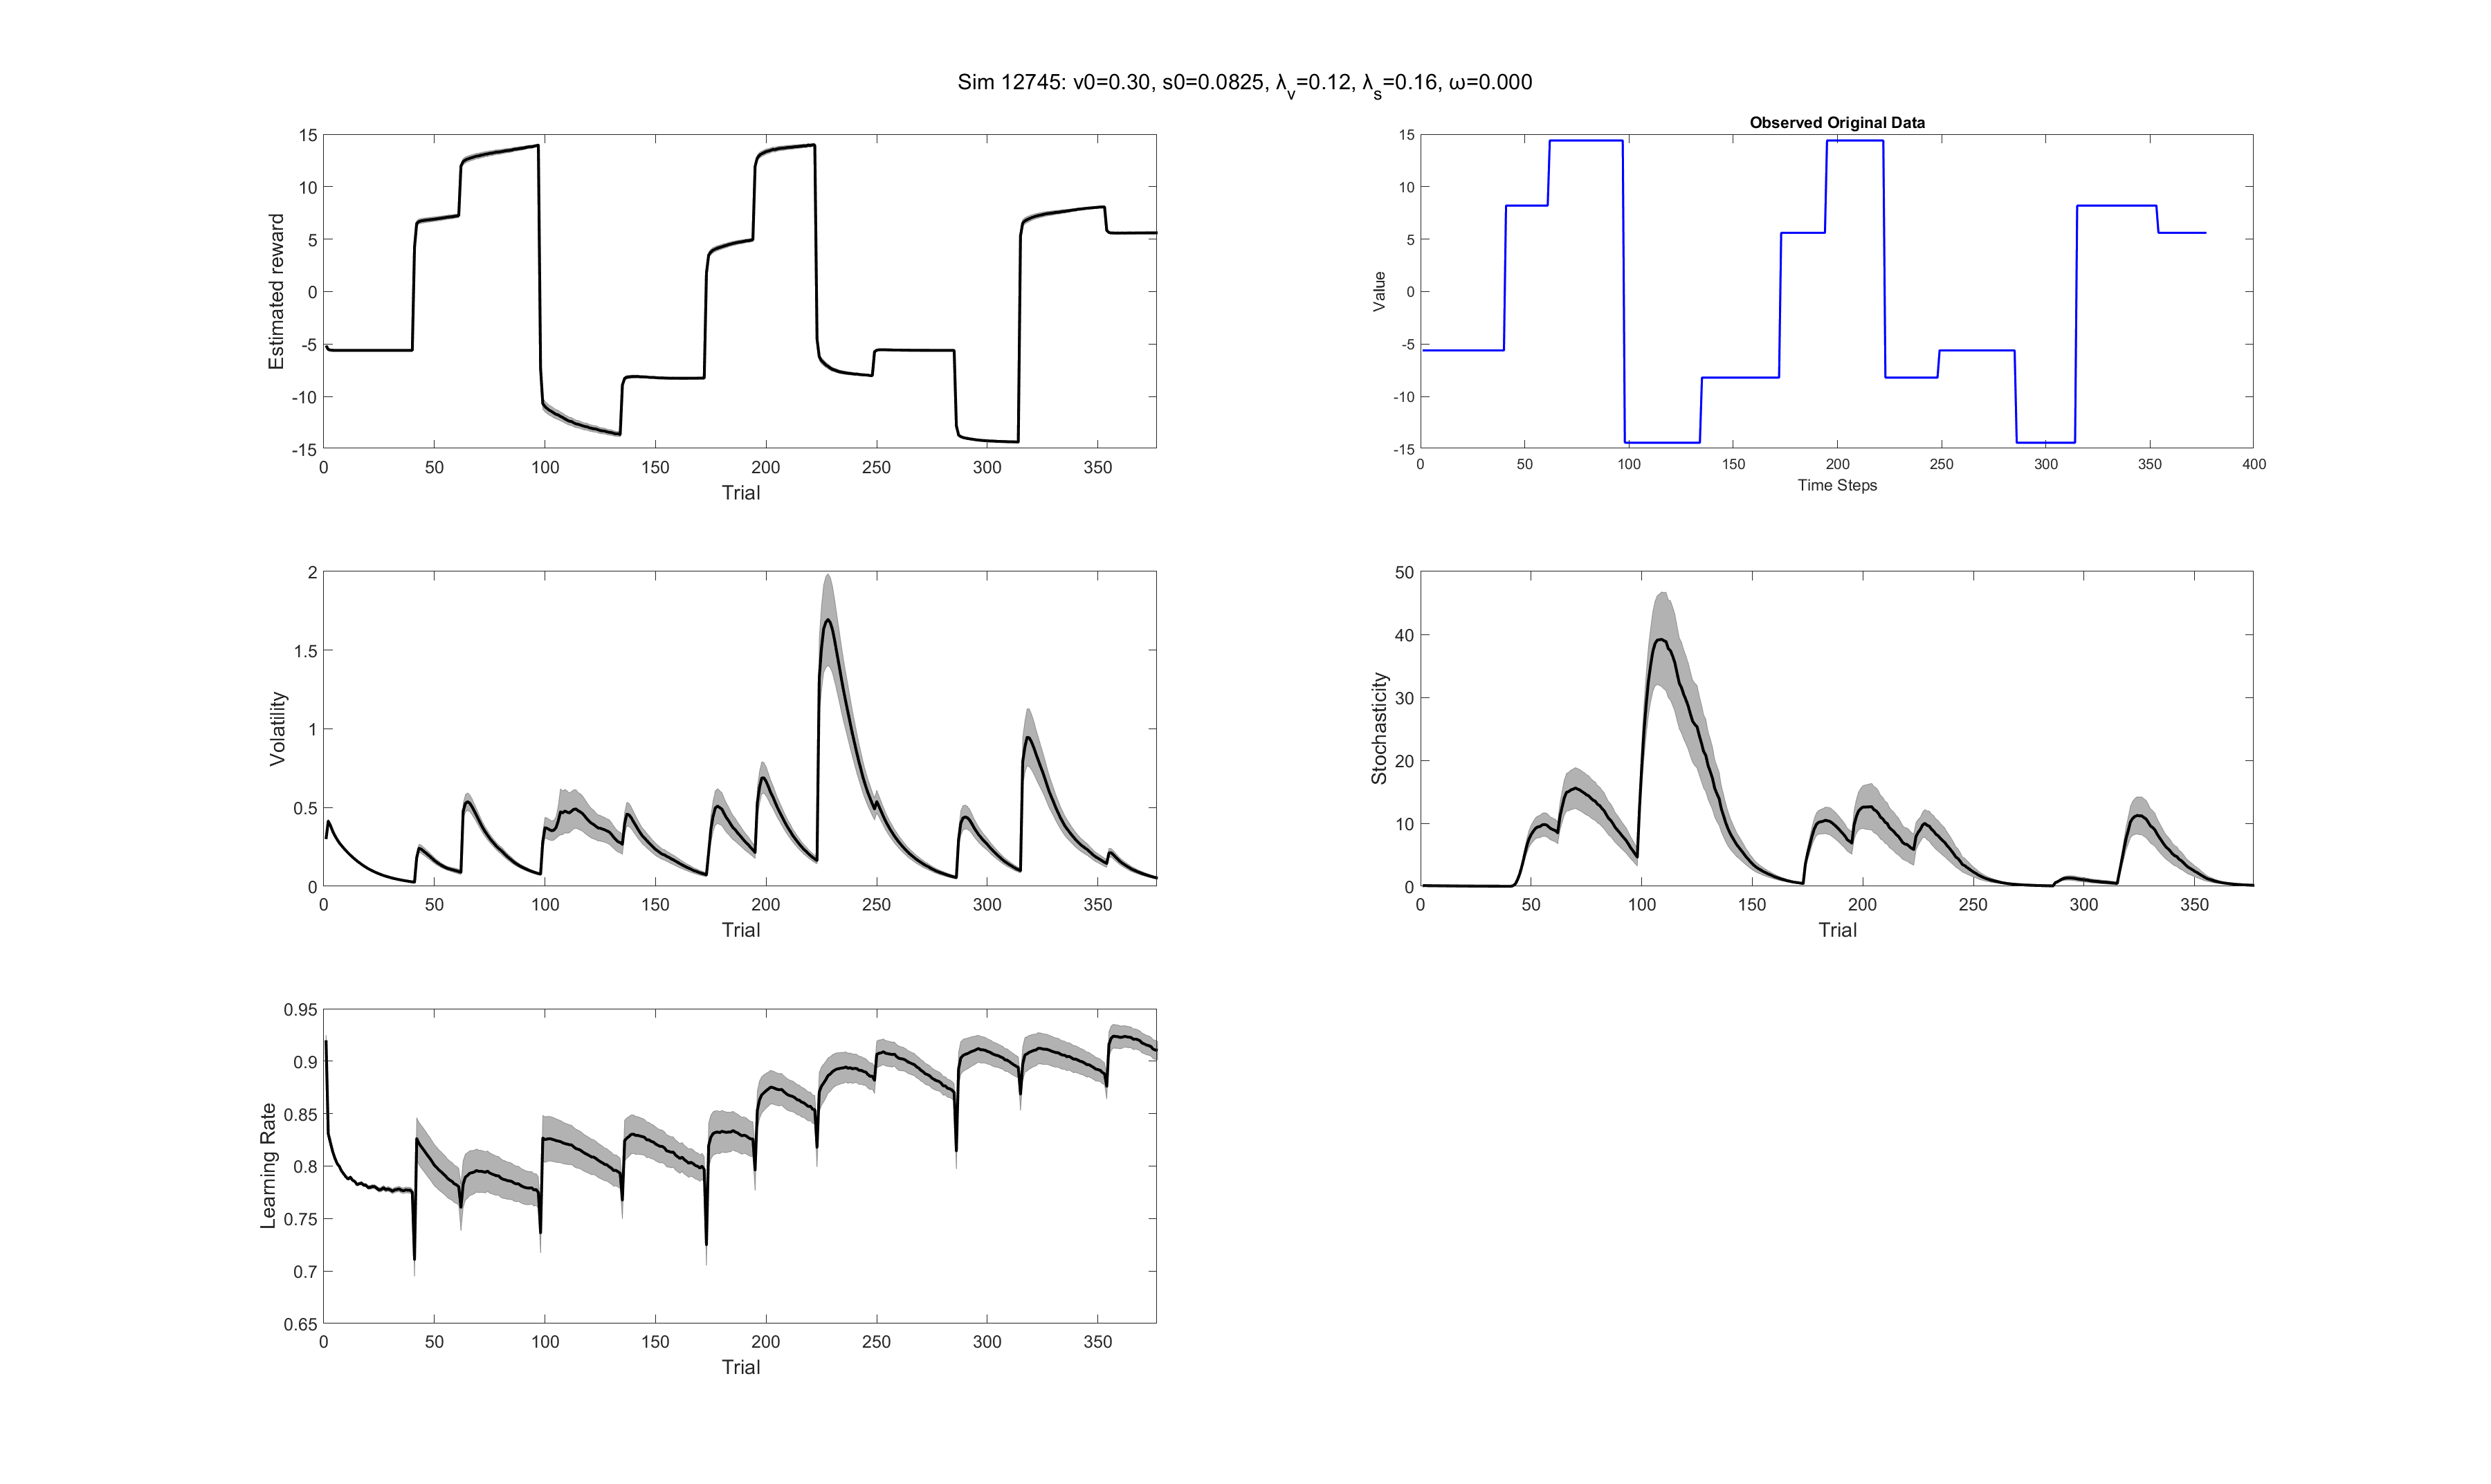 Sim 12745: v0=0.30, s0=0.0825, λv=0.12, λs=0.16, ω=0.000
15
10
5
0
-5
-10
-15
Estimated reward
0 50 100 150 200 250 300 350
Trial
Observed Original Data
15
10
5
0
-5
-10
-15
Value
0 50 100 150 200 250 300 350 400
Time Steps
2
1.5
1
0.5
0
Volatility
0 50 100 150 200 250 300 350
Trial
50
40
30
20
10
0
Stochasticity
0 50 100 150 200 250 300 350
Trial
0.95
0.9
0.85
0.8
0.75
0.7
0.65
Learning Rate
0 50 100 150 200 250 300 350
Trial